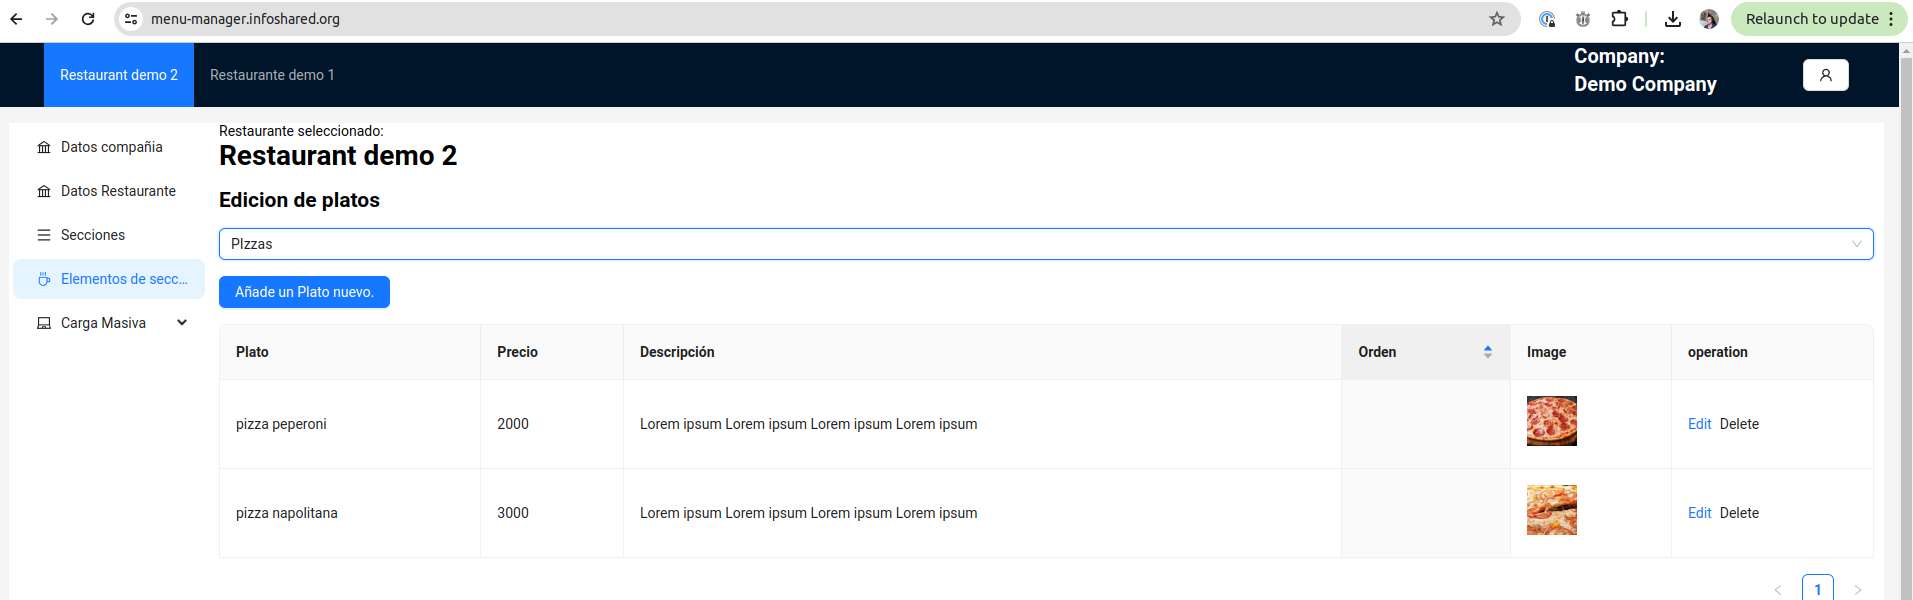 menu-manager.infoshared.org
Relaunch to update
Restaurant demo 2
Restaurante demo 1
Company:
Demo Company
Datos compañia
Datos Restaurante
Secciones
Elementos de secc...
Carga Masiva
Restaurante seleccionado:
Restaurant demo 2
Edicion de platos
PIzzas
Añade un Plato nuevo.
Plato Precio Descripción Orden Image operation
pizza peperoni 2000 Lorem ipsum Lorem ipsum Lorem ipsum Lorem ipsum Edit Delete
pizza napolitana 3000 Lorem ipsum Lorem ipsum Lorem ipsum Lorem ipsum Edit Delete
1